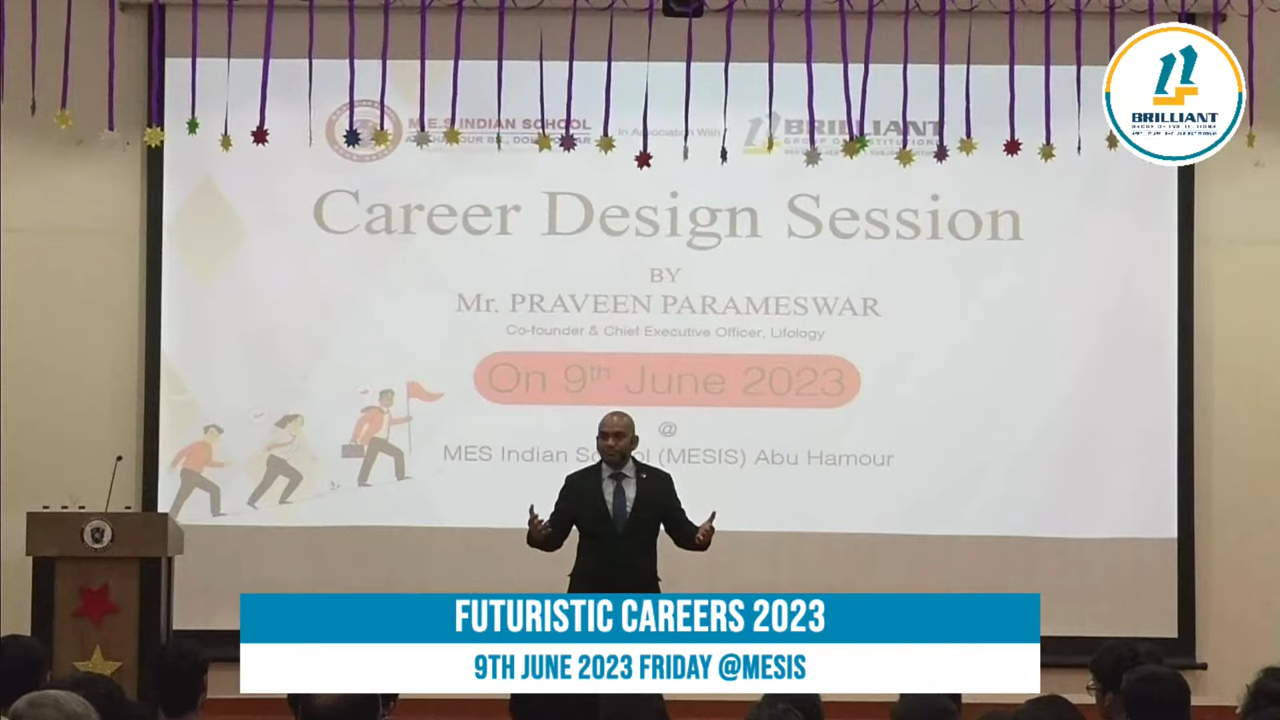 M.E.S INDIAN SCHOOL
In Association With
BRILLIANT
BRILLIANT
Career Design Session
BY
Mr. PRAVEEN PARAMESWAR
Co-founder & Chief Executive Officer, Lifology
On 9th June 2023
@
MES Indian School (MESIS) Abu Hamour
FUTURISTIC CAREERS 2023
9TH JUNE 2023 FRIDAY @MESIS